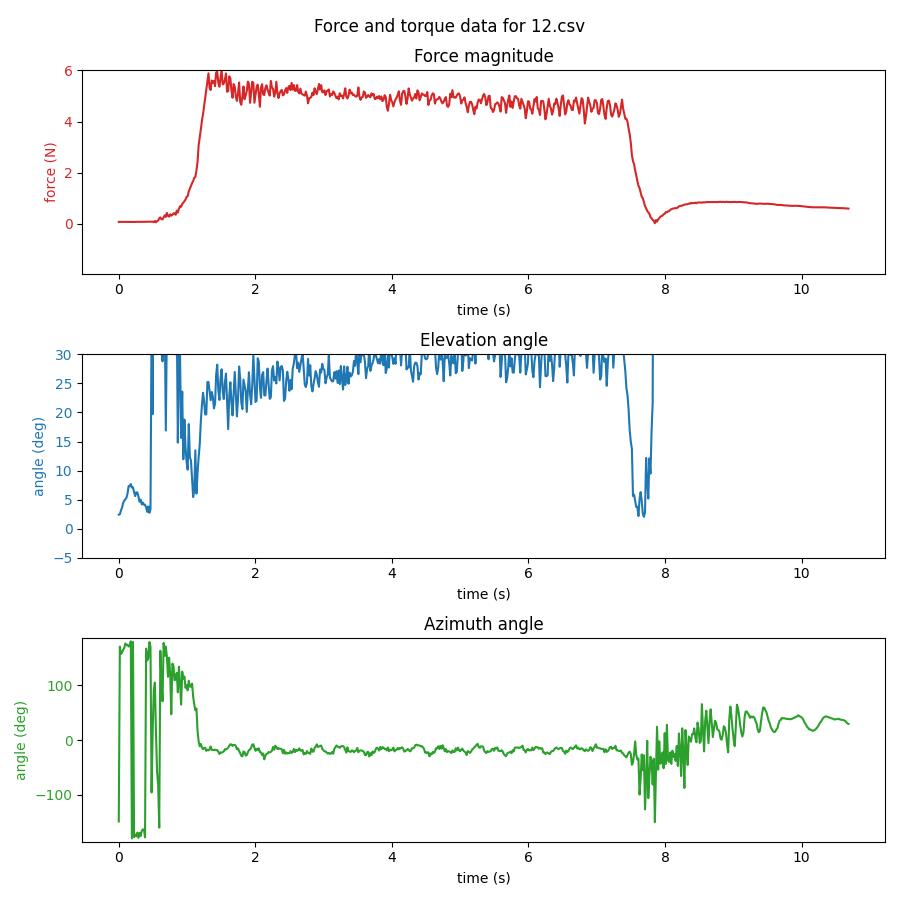 Force and torque data for 12.csv
Force magnitude
6
4
2
0
force (N)
0 2 4 6 8 10
time (s)
Elevation angle
30
25
20
15
10
5
0
−5
angle (deg)
0 2 4 6 8 10
time (s)
Azimuth angle
100
0
−100
angle (deg)
0 2 4 6 8 10
time (s)